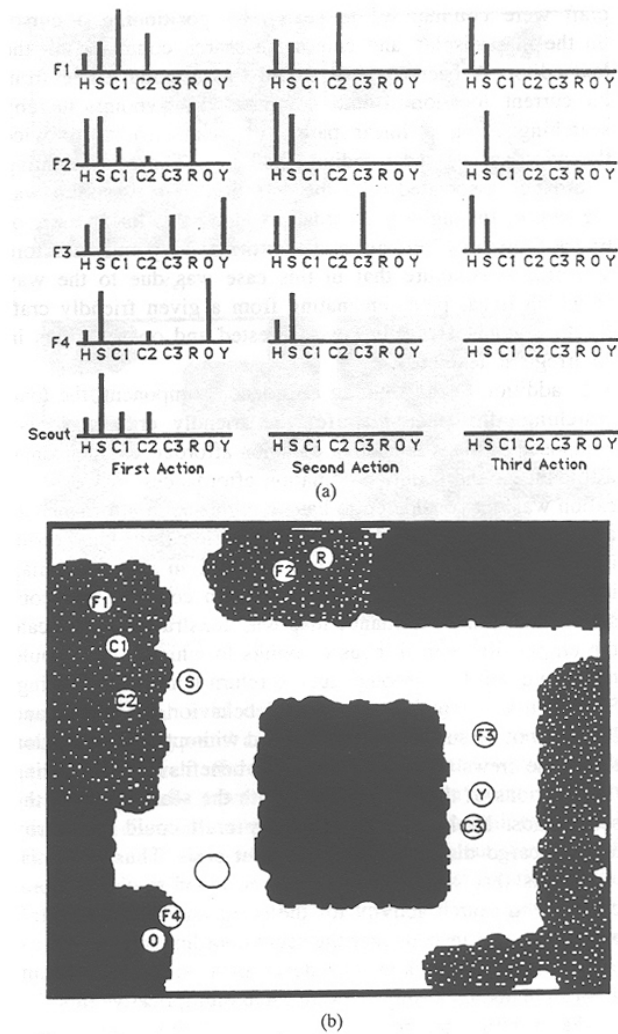 F1 H S C1 C2 C3 R O Y H S C1 C2 C3 R O Y H S C1 C2 C3 R O Y
F2 H S C1 C2 C3 R O Y H S C1 C2 C3 R O Y H S C1 C2 C3 R O Y
F3 H S C1 C2 C3 R O Y H S C1 C2 C3 R O Y H S C1 C2 C3 R O Y
F4 H S C1 C2 C3 R O Y H S C1 C2 C3 R O Y H S C1 C2 C3 R O Y
Scout H S C1 C2 C3 R O Y H S C1 C2 C3 R O Y H S C1 C2 C3 R O Y
First Action Second Action Third Action
(a)
F2 R
F1
C1
S
C2
F3
Y
C3
F4
O
(b)